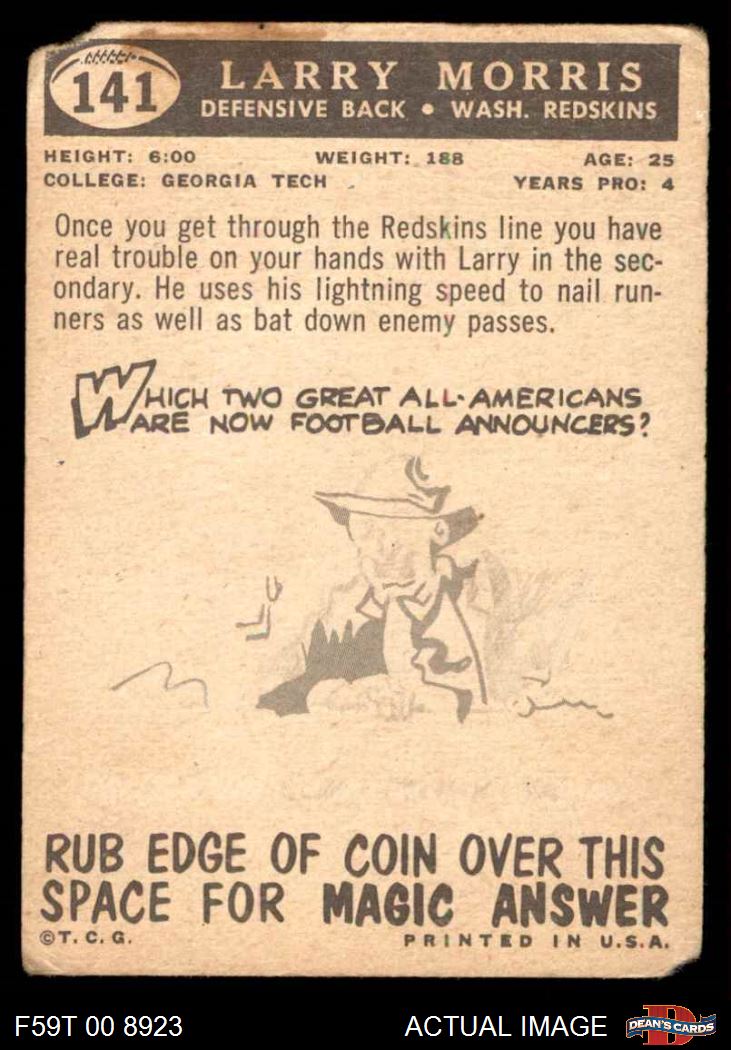 141
LARRY MORRIS
DEFENSIVE BACK • WASH. REDSKINS
HEIGHT: 6:00 WEIGHT: 188 AGE: 25
COLLEGE: GEORGIA TECH YEARS PRO: 4
Once you get through the Redskins line you have
real trouble on your hands with Larry in the sec-
ondary. He uses his lightning speed to nail run-
ners as well as bat down enemy passes.
WHICH TWO GREAT ALL-AMERICANS
ARE NOW FOOTBALL ANNOUNCERS?
RUB EDGE OF COIN OVER THIS
SPACE FOR MAGIC ANSWER
©T. C. G. PRINTED IN U.S.A.
F59T 00 8923 ACTUAL IMAGE D DEAN'S CARDS